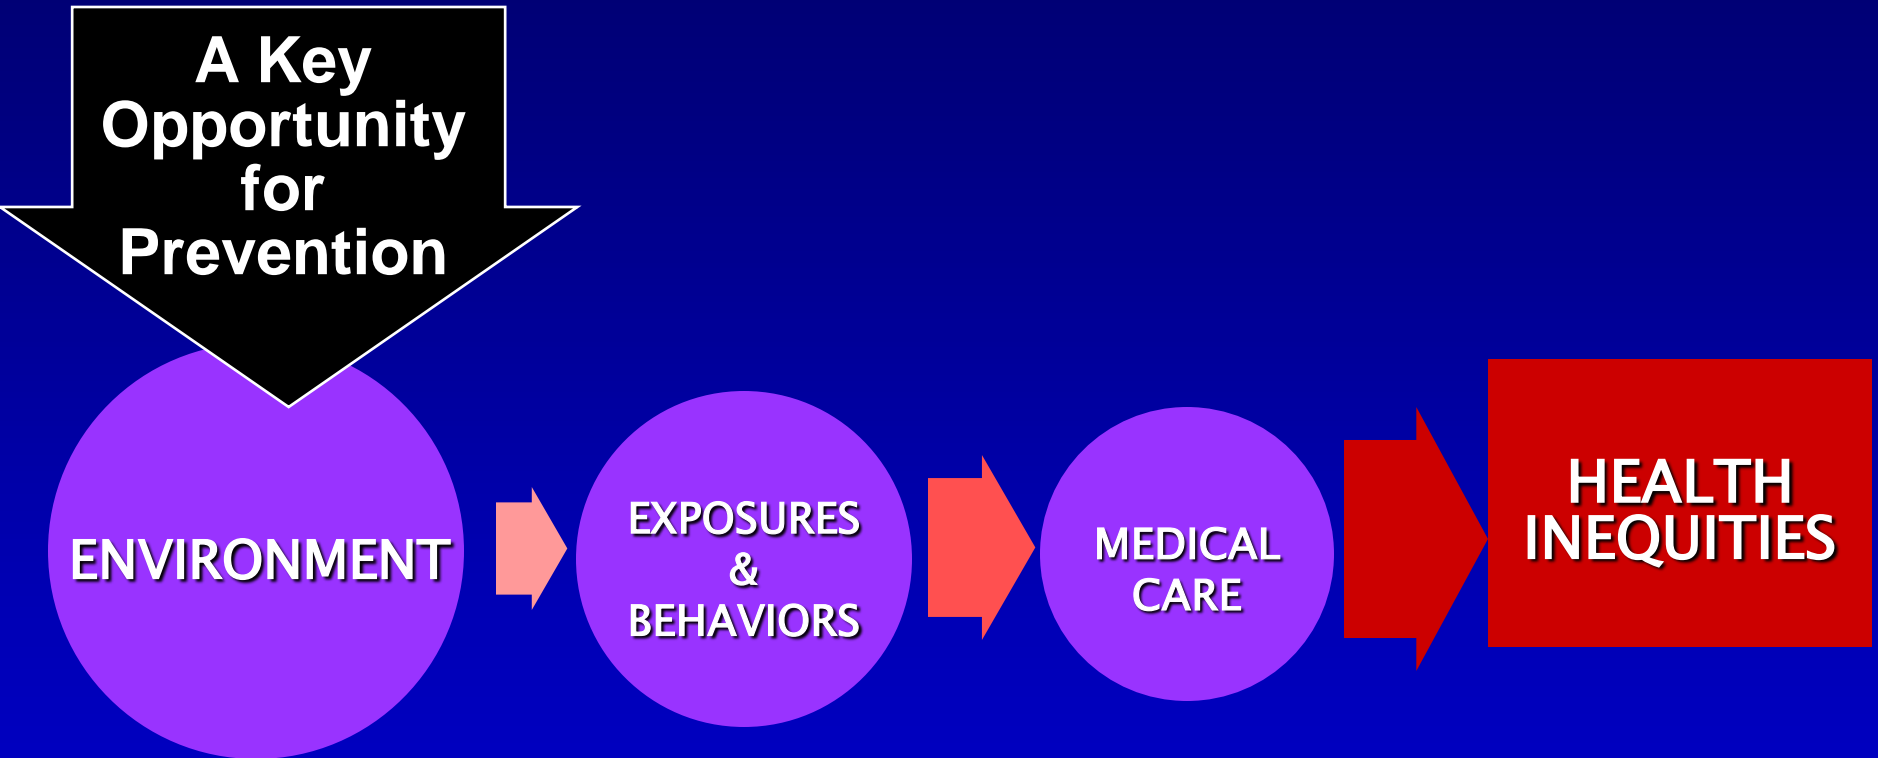 A Key
Opportunity
for
Prevention
ENVIRONMENT
EXPOSURES
&
BEHAVIORS
MEDICAL
CARE
HEALTH
INEQUITIES